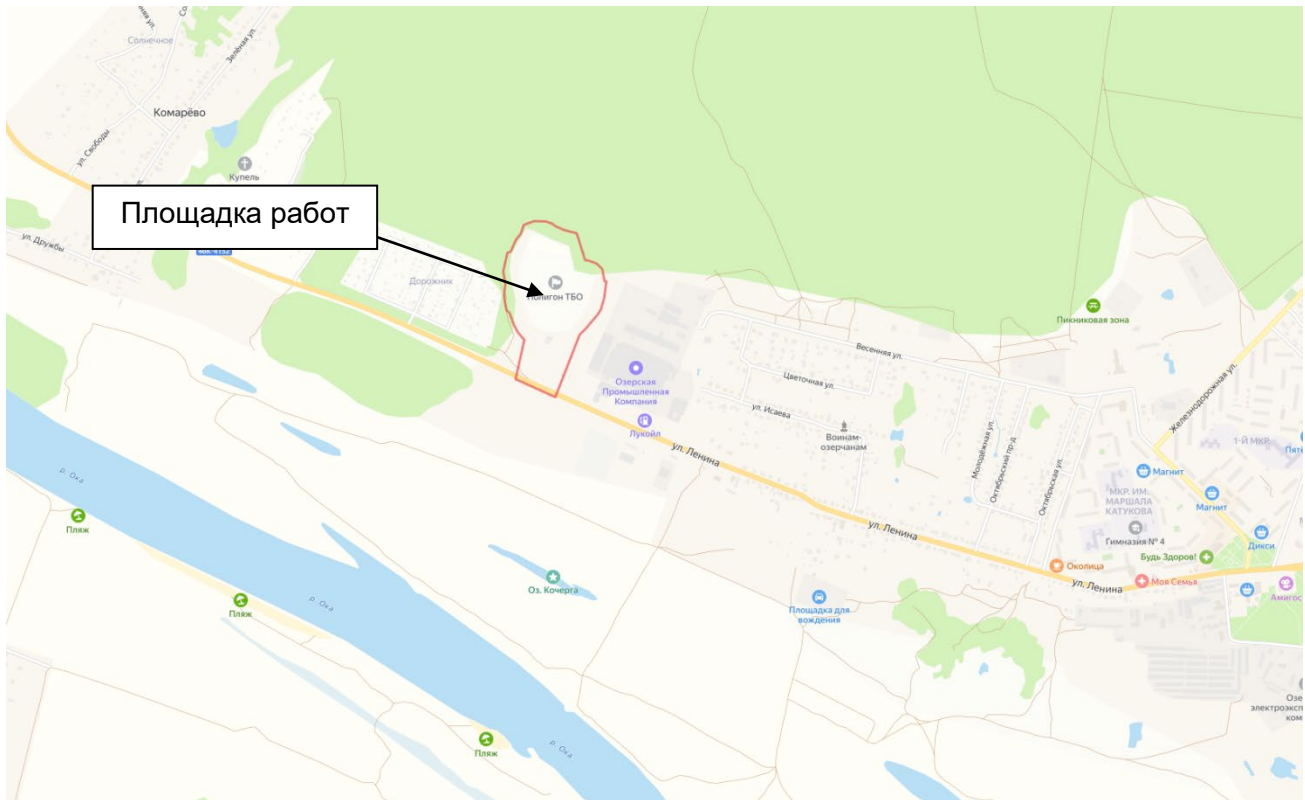 Солнечное
Зелёная ул.
Комарёво
ул. Свободы
Купель
Площадка работ
ул. Дружбы
Дорожник
Полигон ТБО
Пикниковая зона
Весенняя ул.
Железнодорожная ул.
Озерская
Промышленная
Компания
Цветочная ул.
ул. Исаева
Лукойл
Воинам-
озерчанам
Молодёжная ул.
Октябрьский пр-д
Октябрьская ул.
1-Й МКР.
ул. Ленина
Магнит
МКР. ИМ.
МАРШАЛА
КАТУКОВА
Магнит
р. Ока
Пляж
ул. Ленина
Гимназия № 4
Дикси
Будь Здоров!
Околица
Моя Семья
ул. Ленина
Оз. Кочерга
р. Ока
Пляж
Площадка для
вождения
Пляж
р. Ока